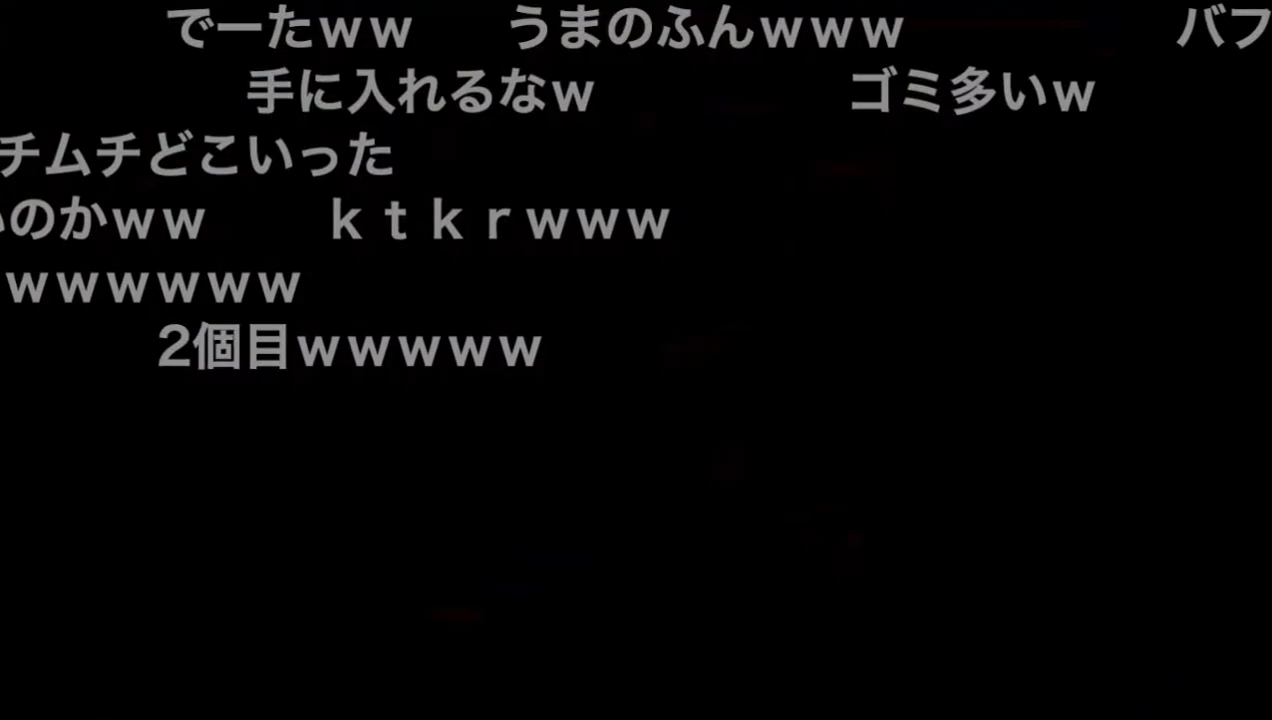 でーたｗｗ うまのふんｗｗｗ バフ
手に入れるなｗ ゴミ多いｗ
チムチどこいった
いのかｗｗ ｋｔｋｒｗｗｗ
ｗｗｗｗｗｗ
2個目ｗｗｗｗｗ